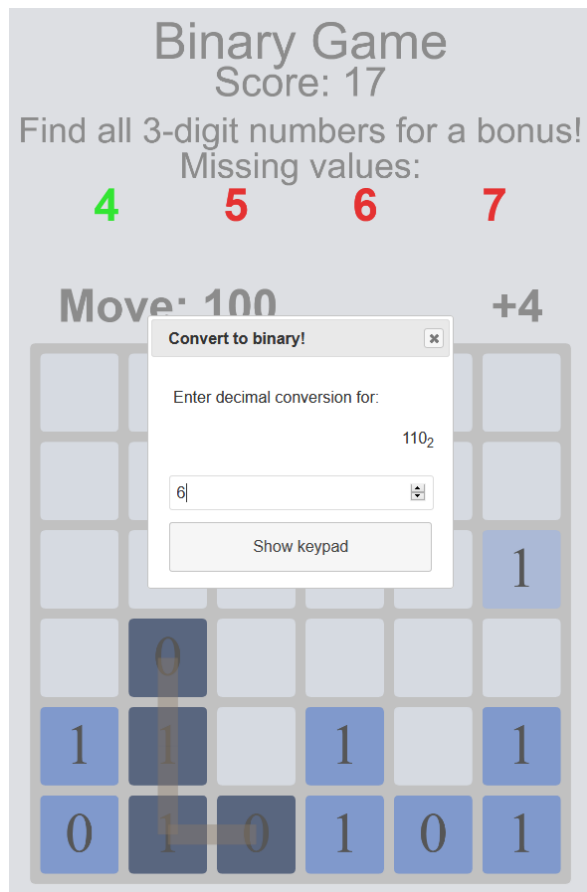 Binary Game
Score: 17
Find all 3-digit numbers for a bonus!
Missing values:
4 5 6 7
Move: 100 +4
Convert to binary!
Enter decimal conversion for:
110₂
6
Show keypad
1
0
1 1 1 1
0 1 0 1 0 1